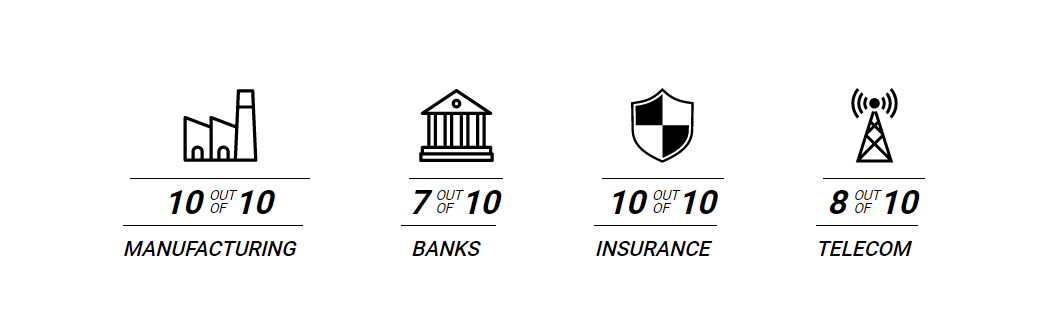 10 OUT OF 10
7 OUT OF 10
10 OUT OF 10
8 OUT OF 10
MANUFACTURING
BANKS
INSURANCE
TELECOM